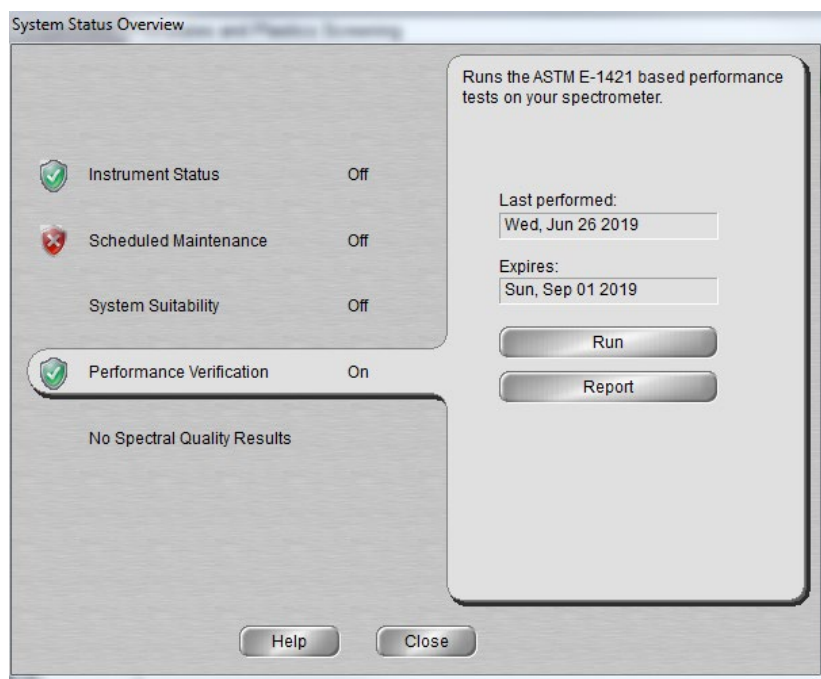 System Status Overview
Runs the ASTM E-1421 based performance
tests on your spectrometer.
Instrument Status Off
Scheduled Maintenance Off
System Suitability Off
Performance Verification On
No Spectral Quality Results
Last performed:
Wed, Jun 26 2019
Expires:
Sun, Sep 01 2019
Run
Report
Help Close